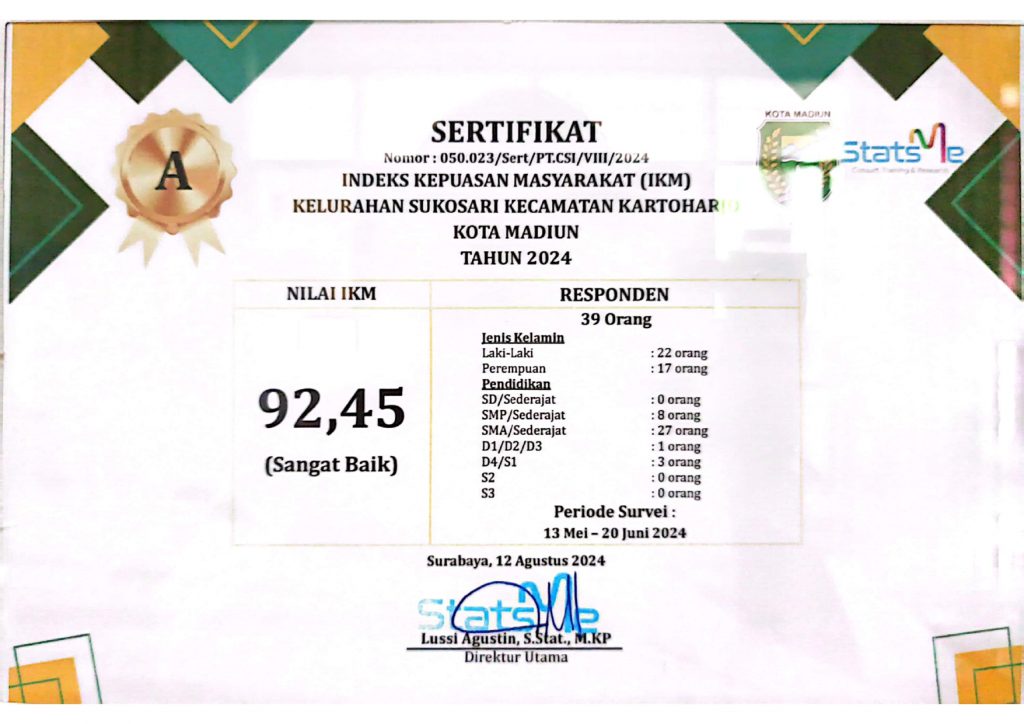 A
SERTIFIKAT
Nomor : 050.023/Sert/PT.CSI/VIII/2024
INDEKS KEPUASAN MASYARAKAT (IKM)
KELURAHAN SUKOSARI KECAMATAN KARTOHARJO
KOTA MADIUN
TAHUN 2024
KOTA MADIUN
StatsMe
Consult, Training & Research
NILAI IKM
92,45
(Sangat Baik)
RESPONDEN
39 Orang
Jenis Kelamin
Laki-Laki : 22 orang
Perempuan : 17 orang
Pendidikan
SD/Sederajat : 0 orang
SMP/Sederajat : 8 orang
SMA/Sederajat : 27 orang
D1/D2/D3 : 1 orang
D4/S1 : 3 orang
S2 : 0 orang
S3 : 0 orang
Periode Survei :
13 Mei – 20 Juni 2024
Surabaya, 12 Agustus 2024
StatsMe
Lussi Agustin, S.Stat., M.KP
Direktur Utama